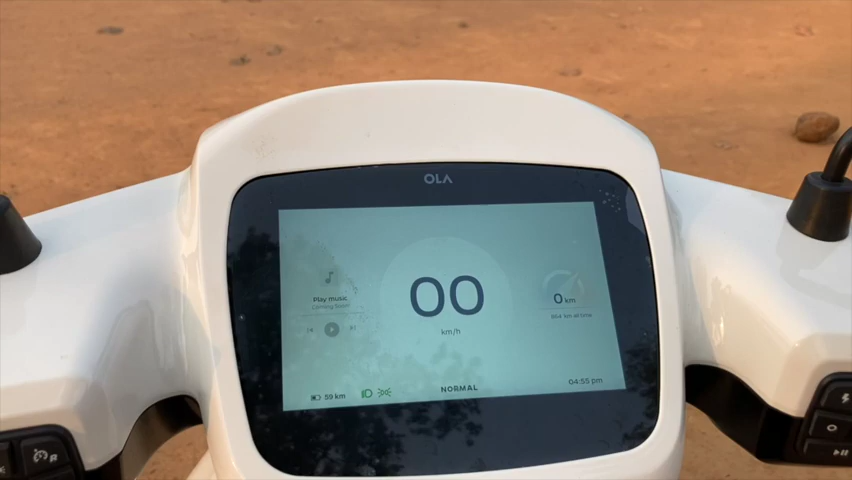 OLA
Play music
Coming Soon
00
km/h
0 km
59 km
NORMAL
04:55 pm
R